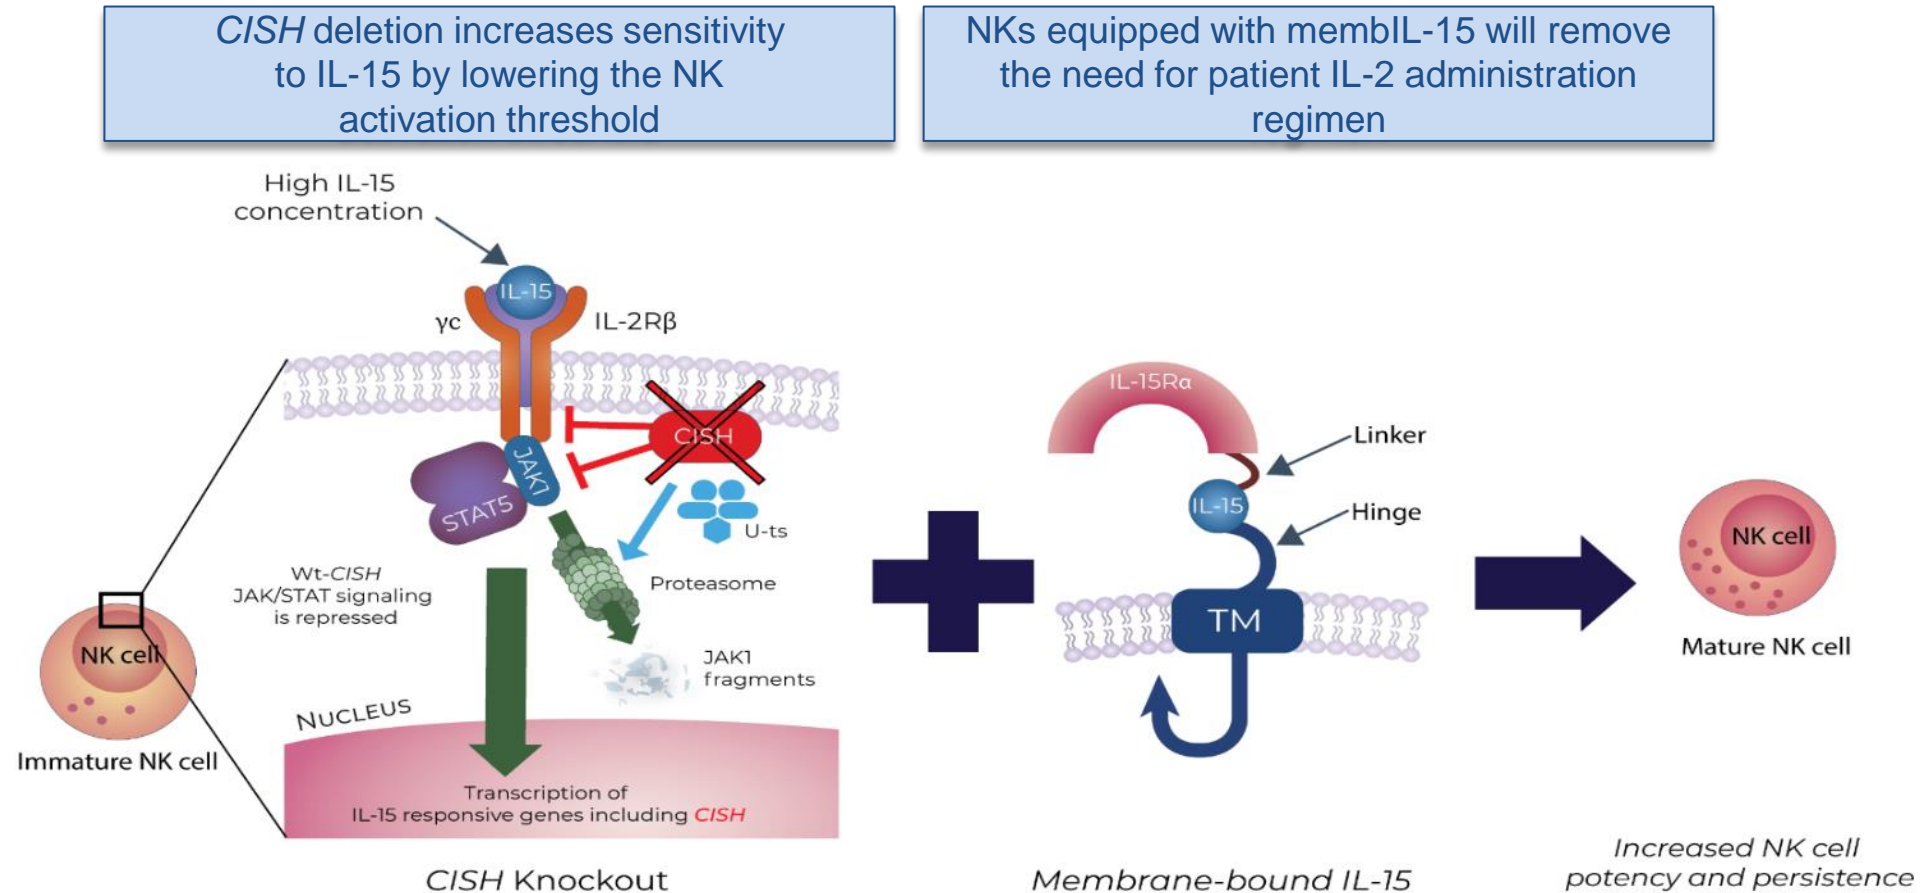 CISH deletion increases sensitivity
to IL-15 by lowering the NK
activation threshold
NKs equipped with membIL-15 will remove
the need for patient IL-2 administration
regimen
High IL-15
concentration
IL-15
γc
IL-2Rβ
CISH
JAK1
STAT5
U-ts
Proteasome
Wt-CISH
JAK/STAT signaling
is repressed
JAK1
fragments
NK cell
Immature NK cell
NUCLEUS
Transcription of
IL-15 responsive genes including CISH
CISH Knockout
IL-15Rα
Linker
IL-15
Hinge
TM
Membrane-bound IL-15
NK cell
Mature NK cell
Increased NK cell
potency and persistence